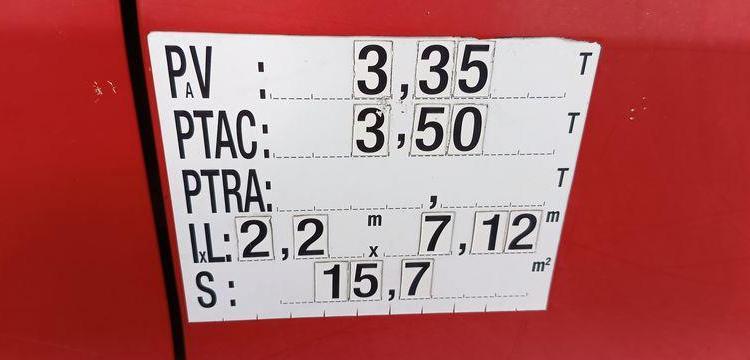 PAV : 3,35 T
PTAC: 3,50 T
PTRA: , T
IxL: 2,2 m x 7,12 m
S : 15,7 m²